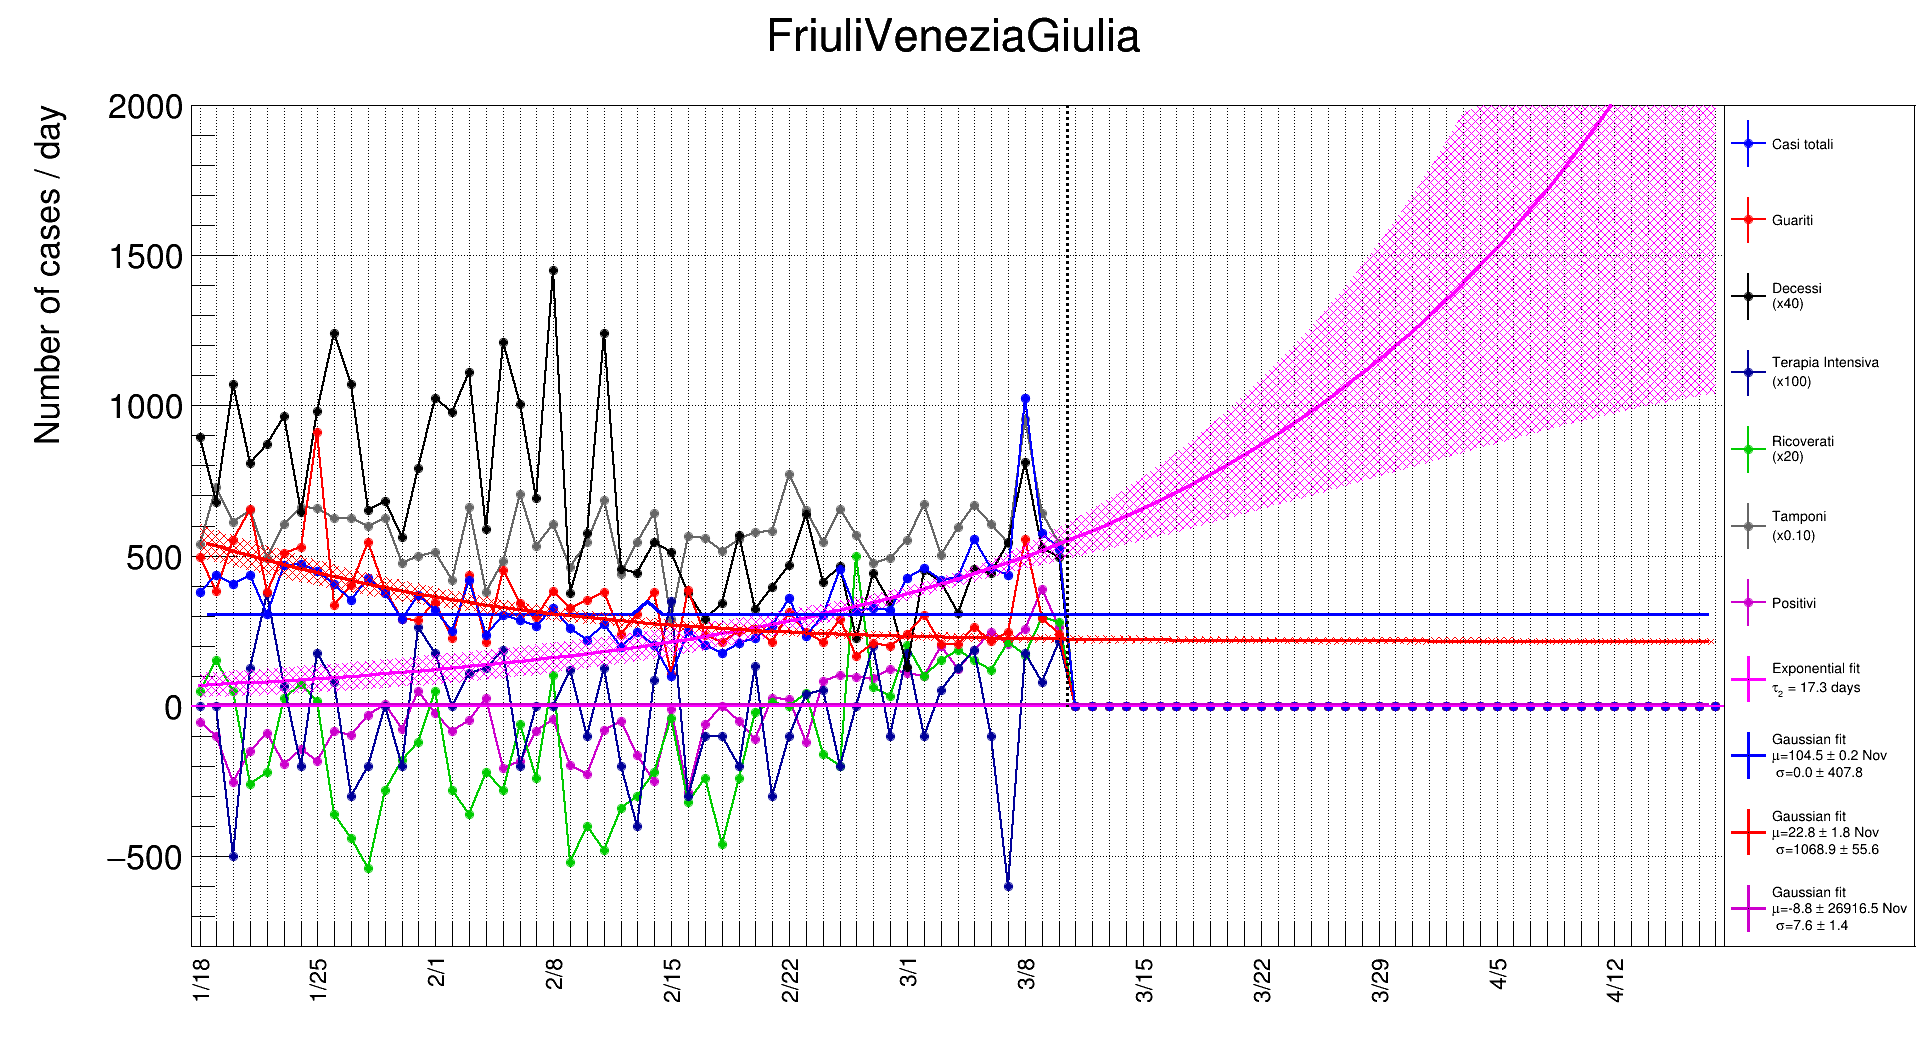 FriuliVeneziaGiulia
Number of cases / day
2000
1500
1000
500
0
−500
1/18
1/25
2/1
2/8
2/15
2/22
3/1
3/8
3/15
3/22
3/29
4/5
4/12
Casi totali
Guariti
Decessi
(x40)
Terapia Intensiva
(x100)
Ricoverati
(x20)
Tamponi
(x0.10)
Positivi
Exponential fit
τ₂ = 17.3 days
Gaussian fit
μ=104.5 ± 0.2 Nov
σ=0.0 ± 407.8
Gaussian fit
μ=22.8 ± 1.8 Nov
σ=1068.9 ± 55.6
Gaussian fit
μ=-8.8 ± 26916.5 Nov
σ=7.6 ± 1.4